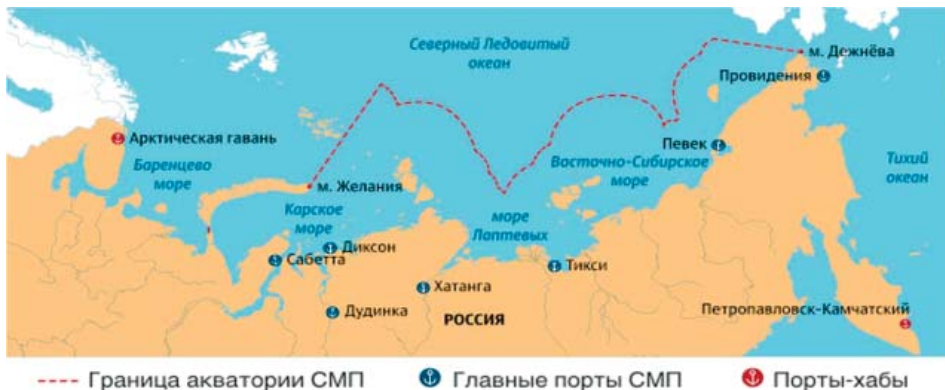 Северный Ледовитый
океан
м. Дежнёва
Провидения
Арктическая гавань
Певек
Баренцево
море
Восточно-Сибирское
море
Тихий
океан
м. Желания
Карское
море
море
Лаптевых
Диксон
Сабетта
Тикси
Хатанга
Дудинка
РОССИЯ
Петропавловск-Камчатский
Граница акватории СМП
Главные порты СМП
Порты-хабы